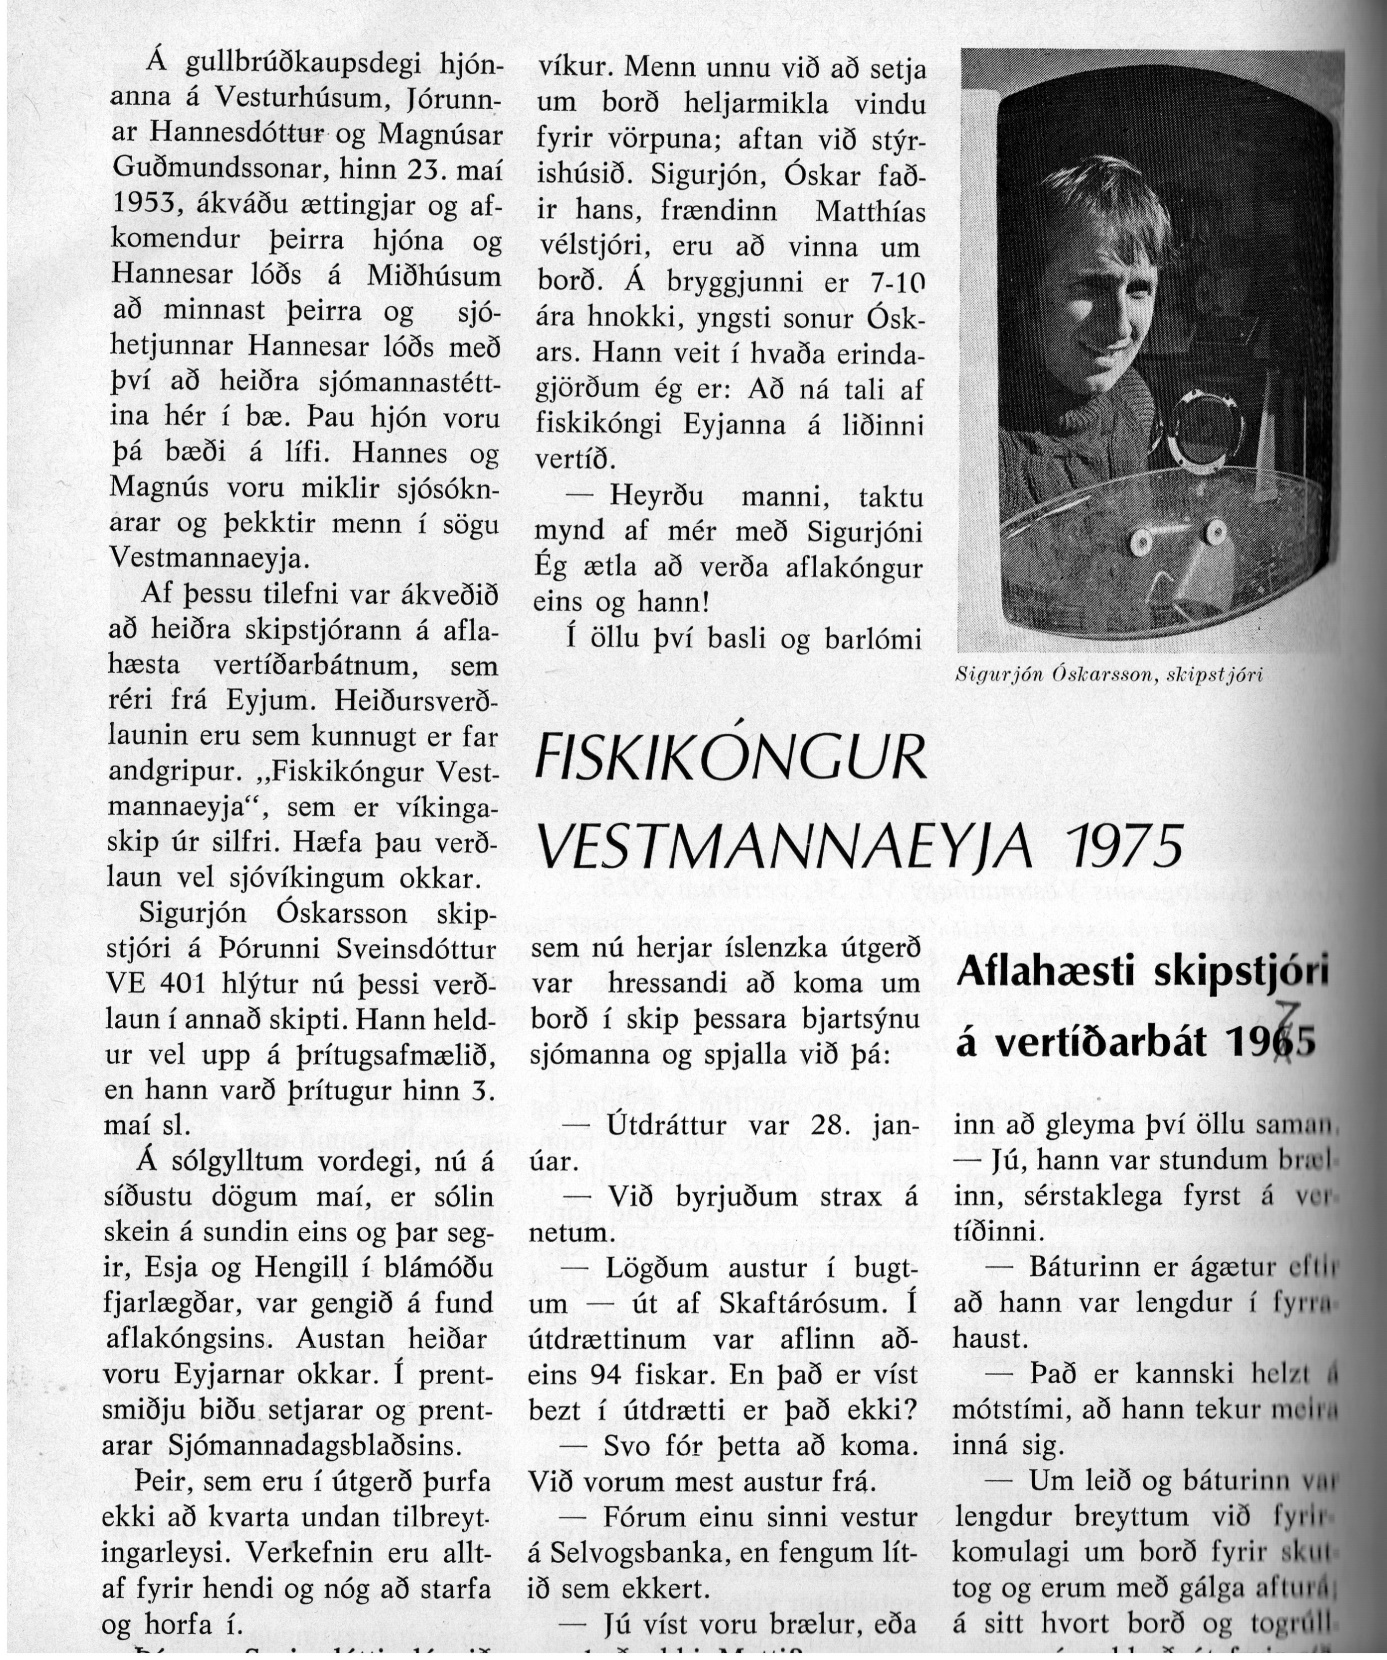 Á gullbrúðkaupsdegi hjón-
anna á Vesturhúsum, Jórunn-
ar Hannesdóttur og Magnúsar
Guðmundssonar, hinn 23. maí
1953, ákváðu ættingjar og af-
komendur þeirra hjóna og
Hannesar lóðs á Miðhúsum
að minnast þeirra og sjó-
hetjunnar Hannesar lóðs með
því að heiðra sjómannastétt-
ina hér í bæ. Þau hjón voru
þá bæði á lífi. Hannes og
Magnús voru miklir sjósókn-
arar og þekktir menn í sögu
Vestmannaeyja.
Af þessu tilefni var ákveðið
að heiðra skipstjórann á afla-
hæsta vertíðarbátnum, sem
réri frá Eyjum. Heiðursverð-
launin eru sem kunnugt er far
andgripur. „Fiskikóngur Vest-
mannaeyja“, sem er víkinga-
skip úr silfri. Hæfa þau verð-
laun vel sjóvíkingum okkar.
Sigurjón Óskarsson skip-
stjóri á Þórunni Sveinsdóttur
VE 401 hlýtur nú þessi verð-
laun í annað skipti. Hann held-
ur vel upp á þrítugsafmælið,
en hann varð þrítugur hinn 3.
maí sl.
Á sólgylltum vordegi, nú á
síðustu dögum maí, er sólin
skein á sundin eins og þar seg-
ir, Esja og Hengill í blámóðu
fjarlægðar, var gengið á fund
aflakóngsins. Austan heiðar
voru Eyjarnar okkar. Í prent-
smiðju biðu setjarar og prent-
arar Sjómannadagsblaðsins.
Þeir, sem eru í útgerð þurfa
ekki að kvarta undan tilbreyt-
ingarleysi. Verkefnin eru allt-
af fyrir hendi og nóg að starfa
og horfa í.
víkur. Menn unnu við að setja
um borð heljarmikla vindu
fyrir vörpuna; aftan við stýr-
ishúsið. Sigurjón, Óskar fað-
ir hans, frændinn Matthías
vélstjóri, eru að vinna um
borð. Á bryggjunni er 7-10
ára hnokki, yngsti sonur Ósk-
ars. Hann veit í hvaða erinda-
gjörðum ég er: Að ná tali af
fiskikóngi Eyjanna á liðinni
vertíð.
— Heyrðu manni, taktu
mynd af mér með Sigurjóni
Ég ætla að verða aflakóngur
eins og hann!
Í öllu því basli og barlómi
Sigurjón Óskarsson, skipstjóri
FISKIKÓNGUR
VESTMANNAEYJA 1975
sem nú herjar íslenzka útgerð
var hressandi að koma um
borð í skip þessara bjartsýnu
sjómanna og spjalla við þá:
— Útdráttur var 28. jan-
úar.
— Við byrjuðum strax á
netum.
— Lögðum austur í bugt-
um — út af Skaftárósum. Í
útdrættinum var aflinn að-
eins 94 fiskar. En það er víst
bezt í útdrætti er það ekki?
— Svo fór þetta að koma.
Við vorum mest austur frá.
— Fórum einu sinni vestur
á Selvogsbanka, en fengum lít-
ið sem ekkert.
— Jú víst voru brælur, eða
Aflahæsti skipstjóri
á vertíðarbát 1965
7
inn að gleyma því öllu saman.
— Jú, hann var stundum bræl-
inn, sérstaklega fyrst á ver-
tíðinni.
— Báturinn er ágætur eftir
að hann var lengdur í fyrra-
haust.
— Það er kannski helzt á
mótstími, að hann tekur meira
inná sig.
— Um leið og báturinn var
lengdur breyttum við fyrir-
komulagi um borð fyrir skut-
tog og erum með gálga afturá,
á sitt hvort borð og togrúll-